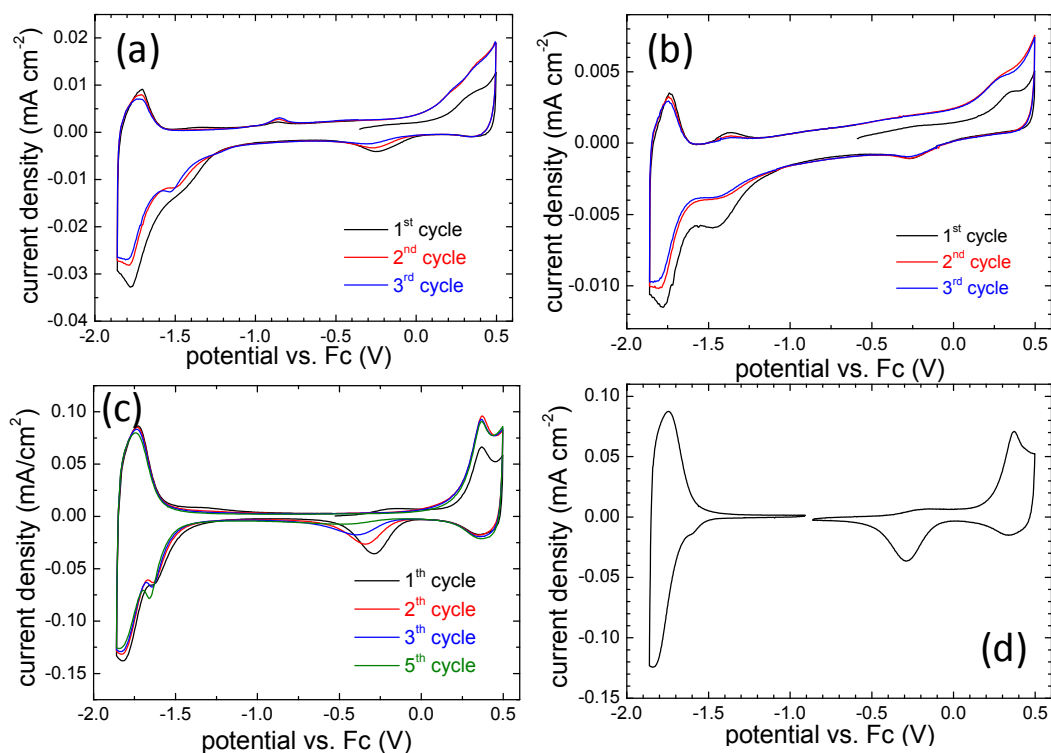 (a)
0.02
0.01
0.00
-0.01
-0.02
-0.03
-0.04
current density (mA cm-2)
1st cycle
2nd cycle
3rd cycle
-2.0 -1.5 -1.0 -0.5 0.0 0.5
potential vs. Fc (V)
(b)
0.005
0.000
-0.005
-0.010
current density (mA cm-2)
1st cycle
2nd cycle
3rd cycle
-2.0 -1.5 -1.0 -0.5 0.0 0.5
potential vs. Fc (V)
(c)
0.10
0.05
0.00
-0.05
-0.10
-0.15
current density (mA/cm2)
1th cycle
2th cycle
3th cycle
5th cycle
-2.0 -1.5 -1.0 -0.5 0.0 0.5
potential vs. Fc (V)
0.10
0.05
0.00
-0.05
-0.10
-0.15
current density (mA cm-2)
(d)
-2.0 -1.5 -1.0 -0.5 0.0 0.5
potential vs. Fc (V)